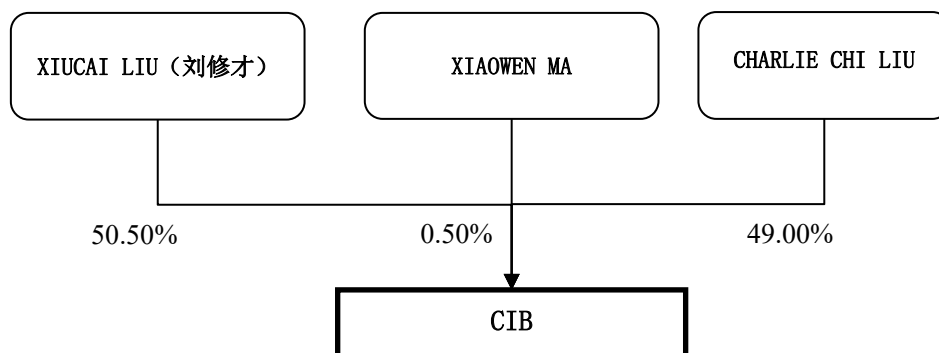 XIUCAI LIU（刘修才）
XIAOWEN MA
CHARLIE CHI LIU
50.50%
0.50%
49.00%
CIB